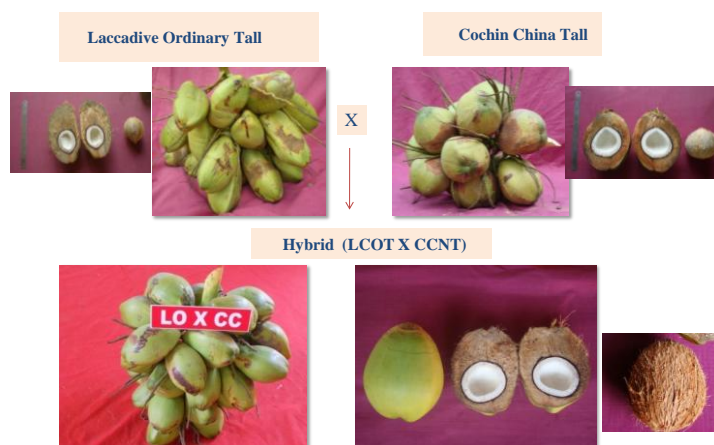 Laccadive Ordinary Tall
Cochin China Tall
X
Hybrid (LCOT X CCNT)
LO X CC